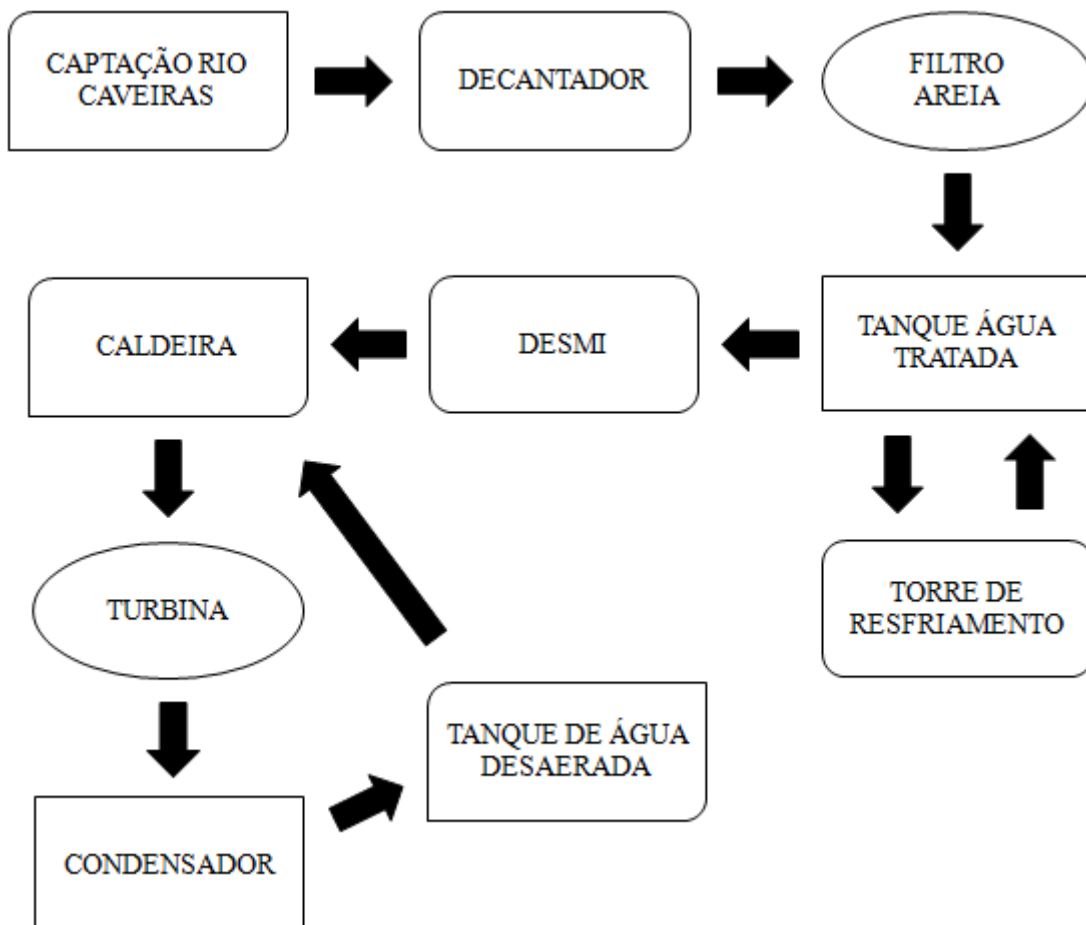 CAPTAÇÃO RIO
CAVEIRAS
DECANTADOR
FILTRO
AREIA
CALDEIRA
DESMI
TANQUE ÁGUA
TRATADA
TURBINA
TORRE DE
RESFRIAMENTO
TANQUE DE ÁGUA
DESAERADA
CONDENSADOR